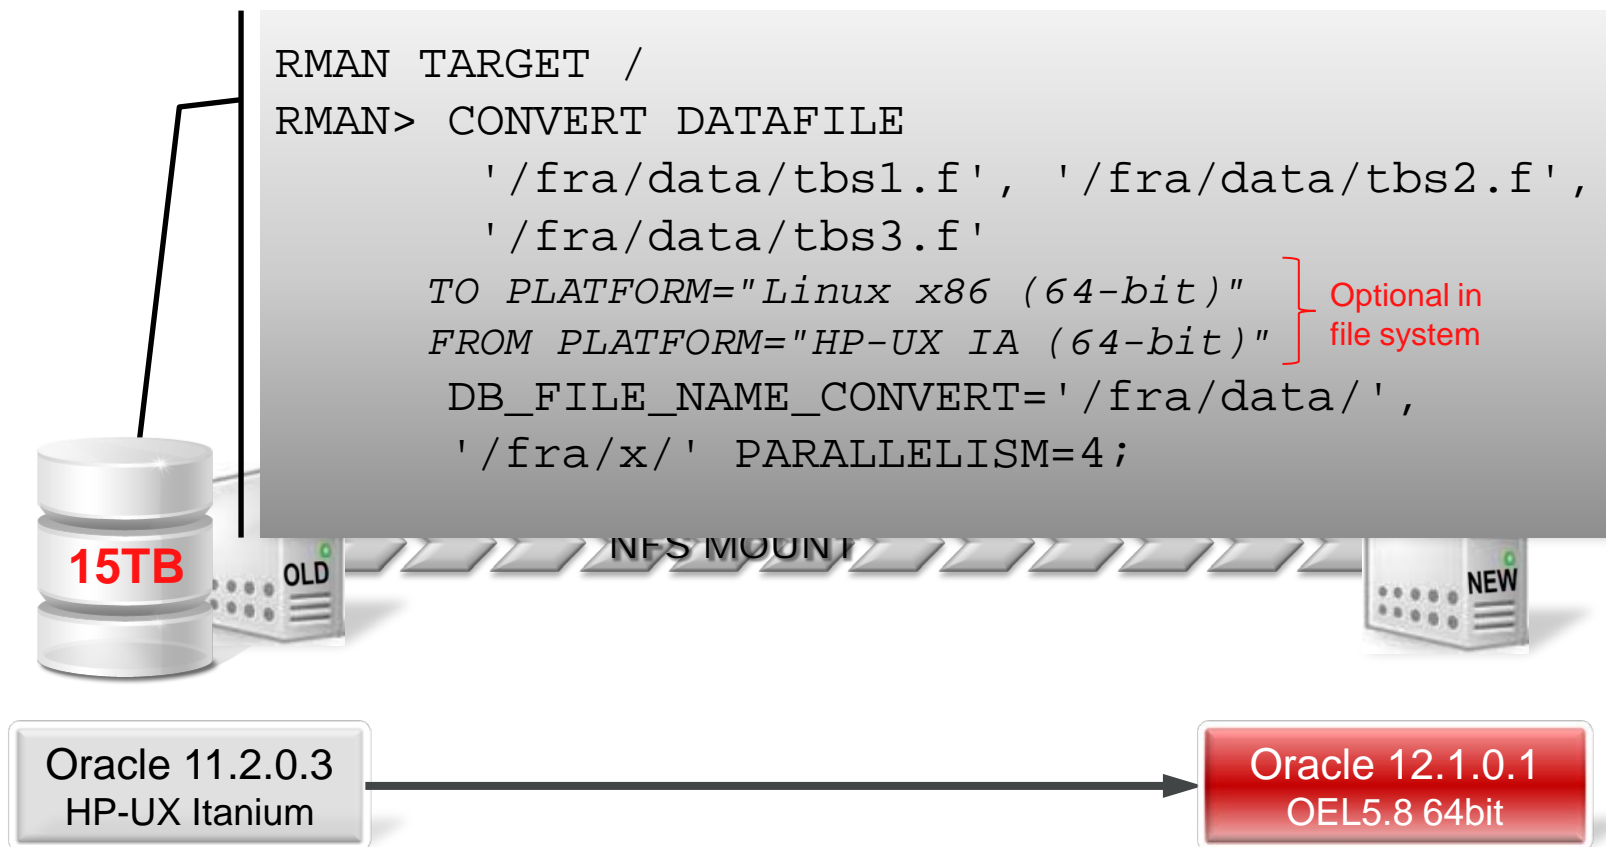 RMAN TARGET /
RMAN> CONVERT DATAFILE
'/fra/data/tbs1.f', '/fra/data/tbs2.f',
'/fra/data/tbs3.f'
TO PLATFORM="Linux x86 (64-bit)"
FROM PLATFORM="HP-UX IA (64-bit)"
Optional in
file system
DB_FILE_NAME_CONVERT='/fra/data/',
'/fra/x/' PARALLELISM=4;
NFS MOUNT
15TB
OLD
NEW
Oracle 11.2.0.3
HP-UX Itanium
Oracle 12.1.0.1
OEL5.8 64bit